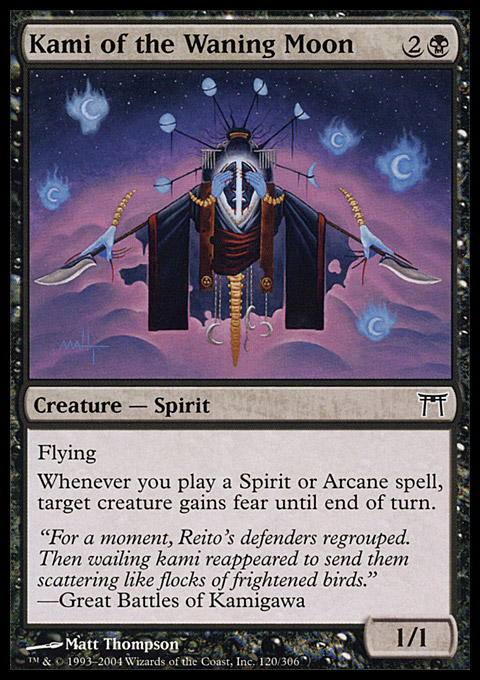 Kami of the Waning Moon 2
MATT
Creature — Spirit
Flying
Whenever you play a Spirit or Arcane spell,
target creature gains fear until end of turn.
“For a moment, Reito’s defenders regrouped.
Then wailing kami reappeared to send them
scattering like flocks of frightened birds.”
—Great Battles of Kamigawa
Matt Thompson
1/1
™ & © 1993–2004 Wizards of the Coast, Inc. 120/306